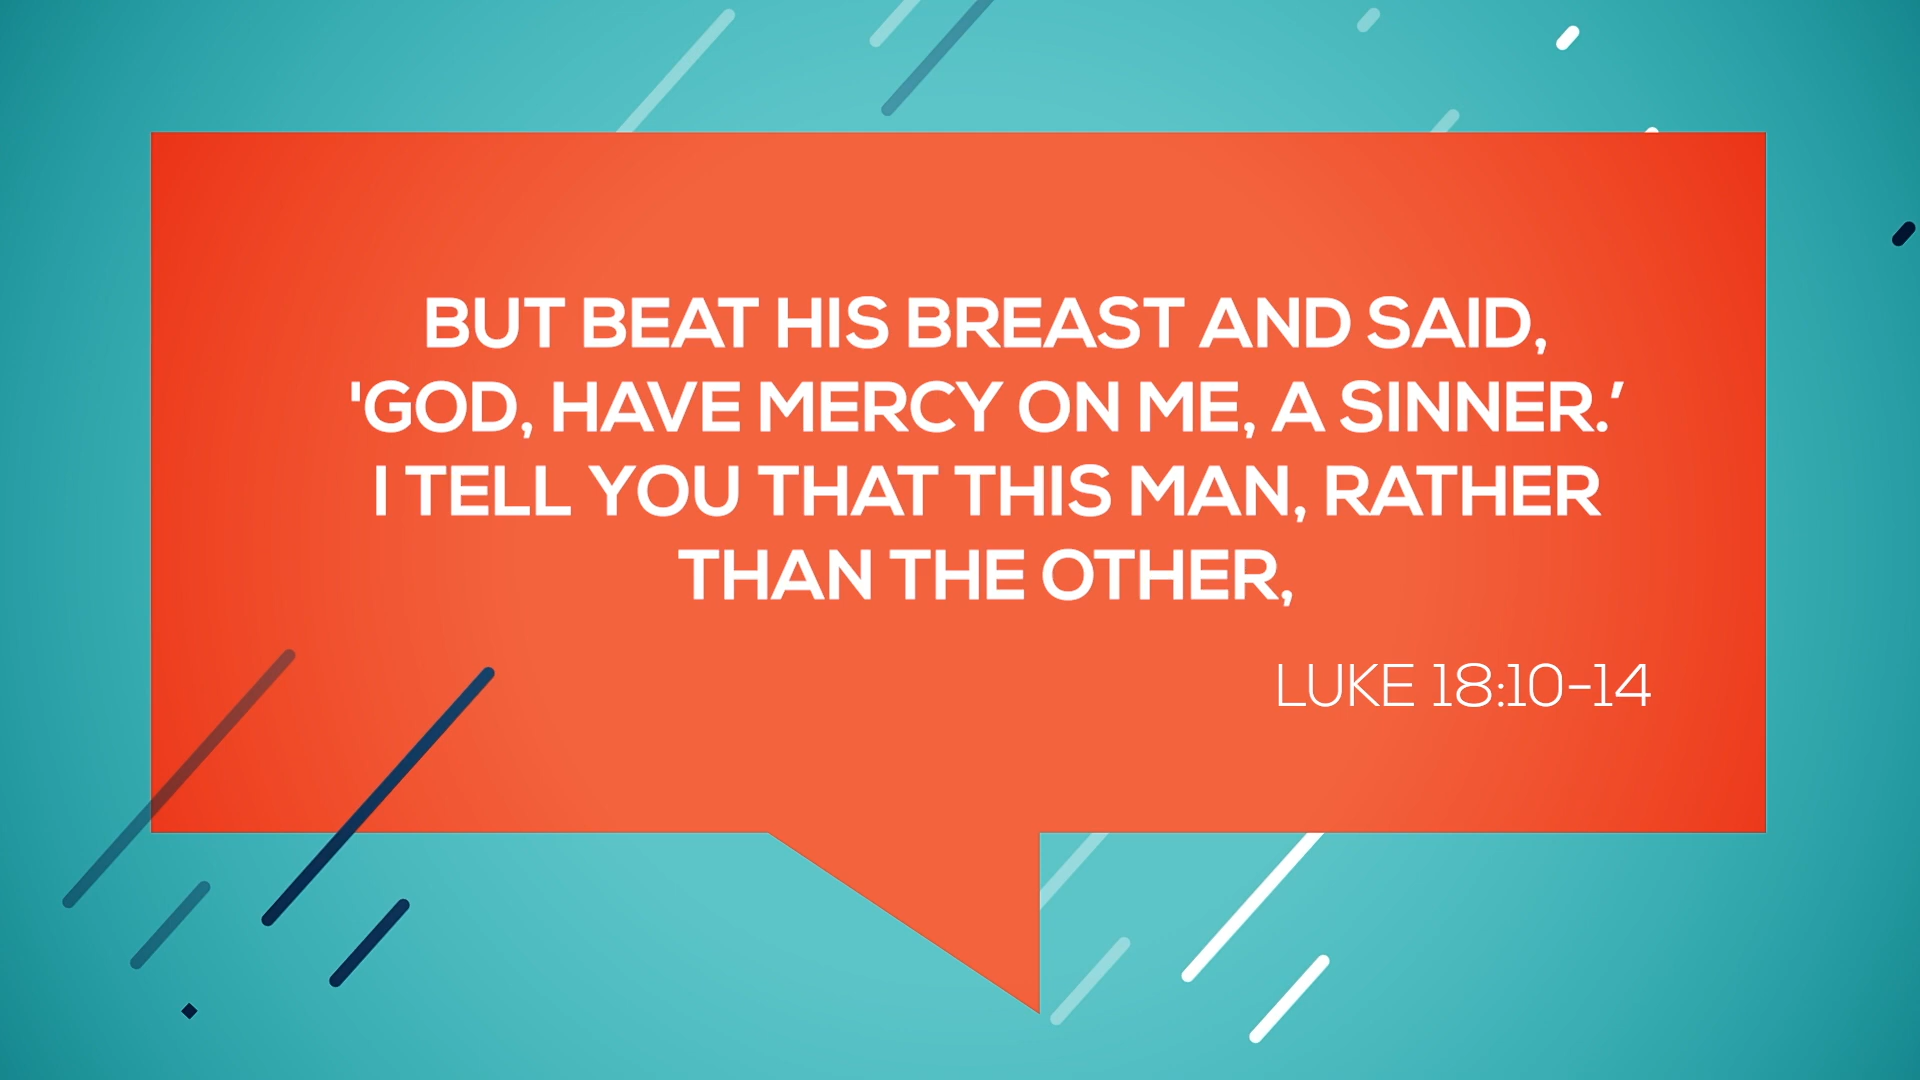 BUT BEAT HIS BREAST AND SAID,
'GOD, HAVE MERCY ON ME, A SINNER.’
I TELL YOU THAT THIS MAN, RATHER
THAN THE OTHER,
LUKE 18:10-14